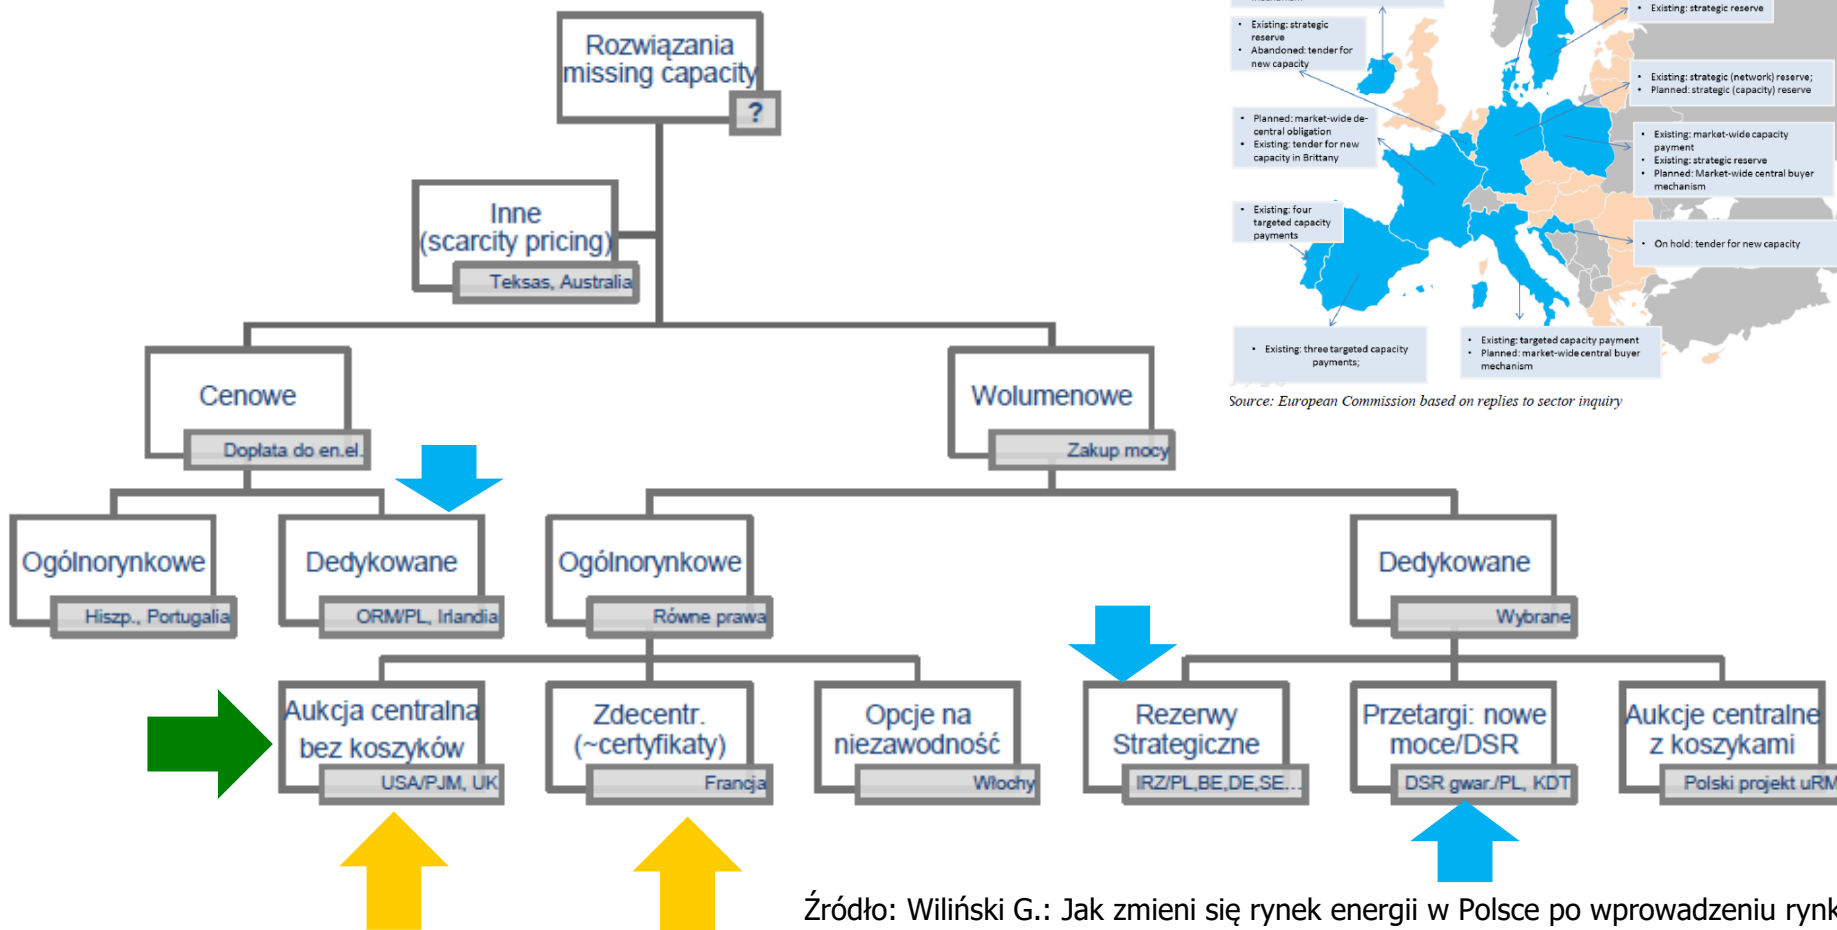 Rozwiązania
missing capacity
?
Inne
(scarcity pricing)
Teksas, Australia
Cenowe
Dopłata do en.el.
Wolumenowe
Zakup mocy
Ogólnorynkowe
Hiszp., Portugalia
Dedykowane
ORM/PL, Irlandia
Ogólnorynkowe
Równe prawa
Dedykowane
Wybrane
Aukcja centralna
bez koszyków
USA/PJM, UK
Zdecentr.
(~certyfikaty)
Francja
Opcje na
niezawodność
Włochy
Rezerwy
Strategiczne
IRZ/PL,BE,DE,SE...
Przetargi: nowe
moce/DSR
DSR gwar./PL, KDT
Aukcje centralne
z koszykami
Polski projekt uRM
• Existing: strategic
reserve
• Abandoned: tender for
new capacity
• Planned: market-wide de-
central obligation
• Existing: tender for new
capacity in Brittany
• Existing: four
targeted capacity
payments
• Existing: three targeted capacity
payments;
• Existing: targeted capacity payment
• Planned: market-wide central buyer
mechanism
• Existing: strategic reserve
• Existing: strategic (network) reserve;
• Planned: strategic (capacity) reserve
• Existing: market-wide capacity
payment
• Existing: strategic reserve
• Planned: Market-wide central buyer
mechanism
• On hold: tender for new capacity
Source: European Commission based on replies to sector inquiry
Źródło: Wiliński G.: Jak zmieni się rynek energii w Polsce po wprowadzeniu rynk